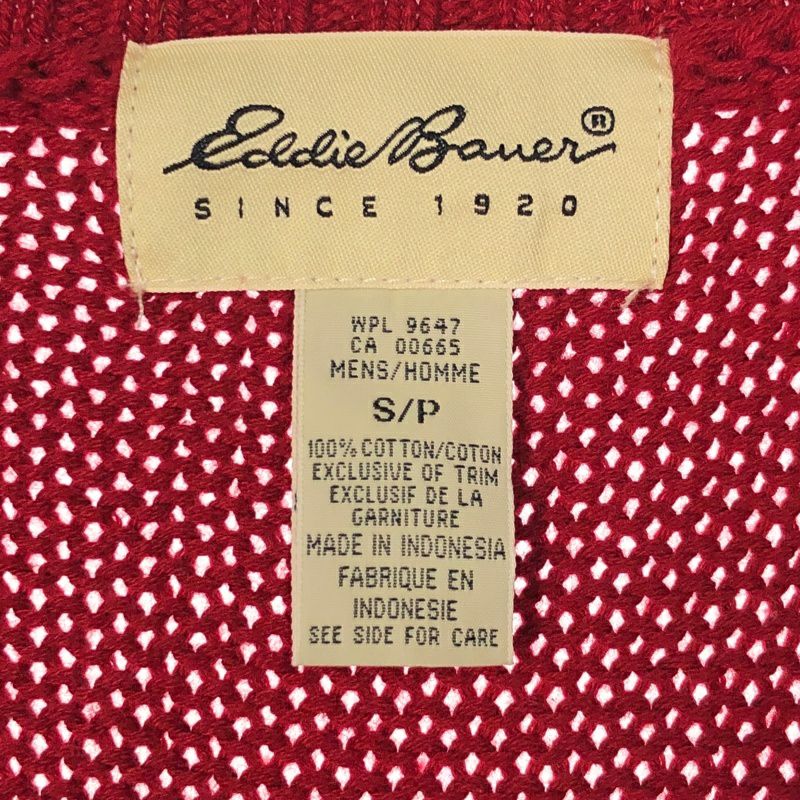 Eddie Bauer®
SINCE 1920
WPL 9647
CA 00665
MENS/HOMME
S/P
100% COTTON/COTON
EXCLUSIVE OF TRIM
EXCLUSIF DE LA
GARNITURE
MADE IN INDONESIA
FABRIQUE EN
INDONESIE
SEE SIDE FOR CARE